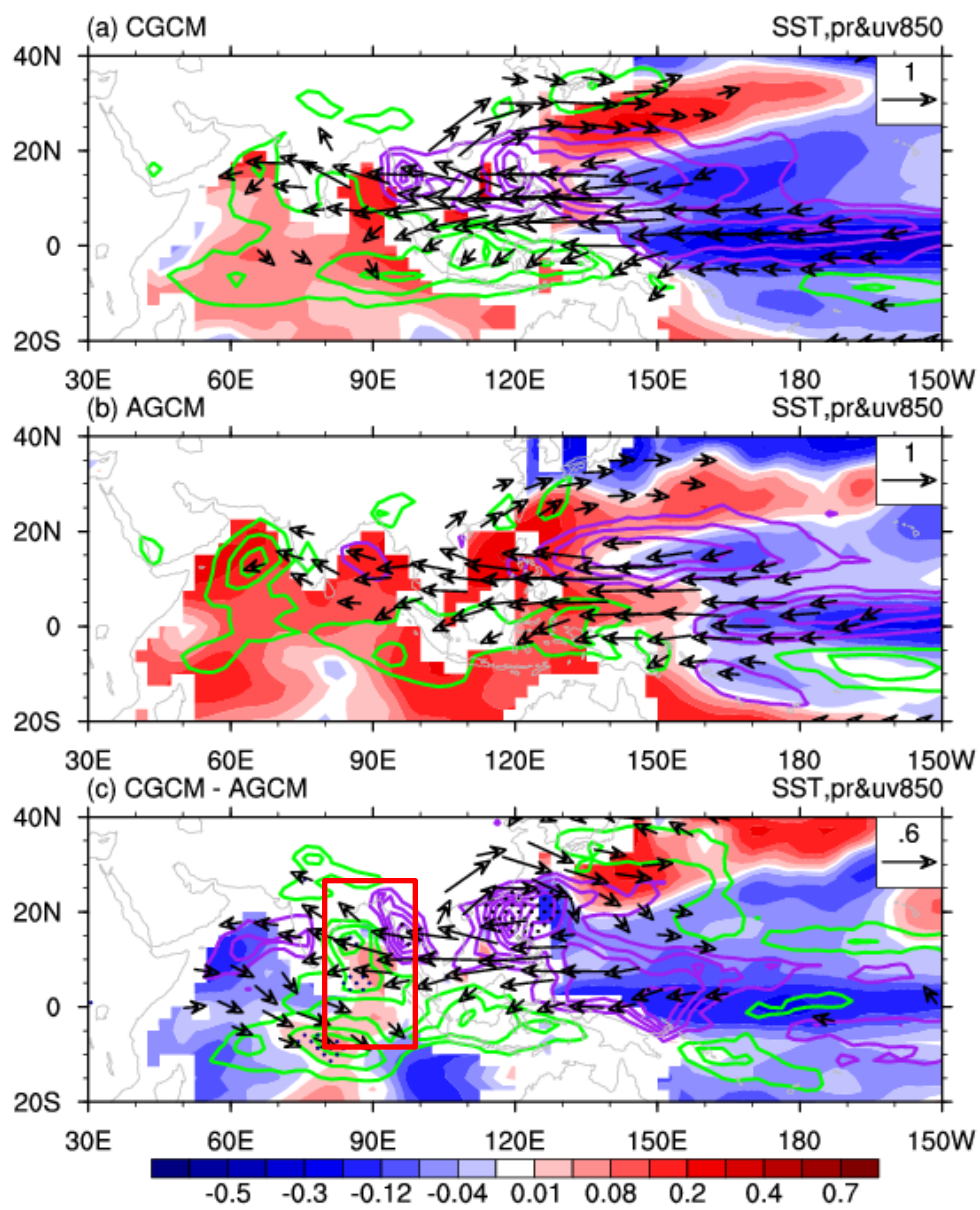 (a) CGCM SST,pr&uv850
40N
1
20N
0
20S
30E 60E 90E 120E 150E 180 150W
(b) AGCM SST,pr&uv850
40N
1
20N
0
20S
30E 60E 90E 120E 150E 180 150W
(c) CGCM - AGCM SST,pr&uv850
40N
.6
20N
0
20S
30E 60E 90E 120E 150E 180 150W
-0.5 -0.3 -0.12 -0.04 0.01 0.08 0.2 0.4 0.7